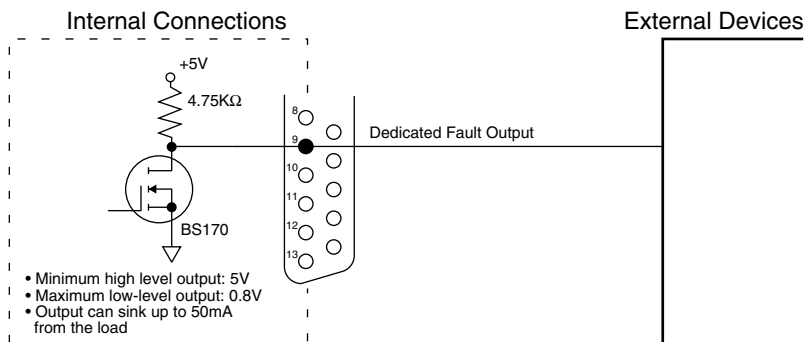 Internal Connections
External Devices
+5V
4.75KΩ
8
9
Dedicated Fault Output
10
11
12
13
BS170
• Minimum high level output: 5V
• Maximum low-level output: 0.8V
• Output can sink up to 50mA
from the load